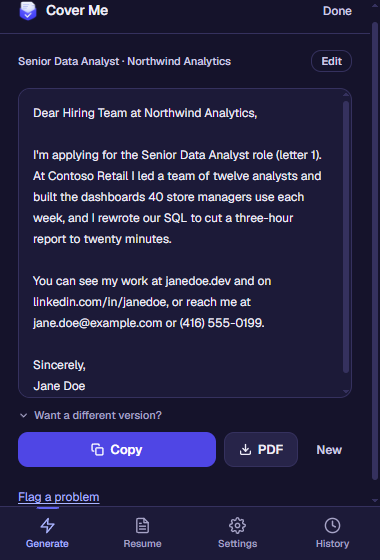 Cover Me
Done
Senior Data Analyst · Northwind Analytics
Edit
Dear Hiring Team at Northwind Analytics,
I'm applying for the Senior Data Analyst role (letter 1).
At Contoso Retail I led a team of twelve analysts and
built the dashboards 40 store managers use each
week, and I rewrote our SQL to cut a three-hour
report to twenty minutes.
You can see my work at janedoe.dev and on
linkedin.com/in/janedoe, or reach me at
jane.doe@example.com or (416) 555-0199.
Sincerely,
Jane Doe
Want a different version?
Copy
PDF
New
Flag a problem
Generate
Resume
Settings
History